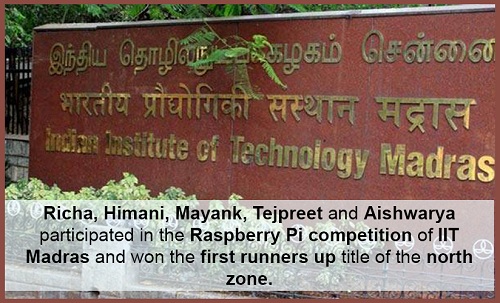 இந்திய சென்னை
भारतीय प्रौद्योगिकी संस्थान मद्रास
Indian Institute of Technology Madras
Richa, Himani, Mayank, Tejpreet and Aishwarya
participated in the Raspberry Pi competition of IIT
Madras and won the first runners up title of the north
zone.